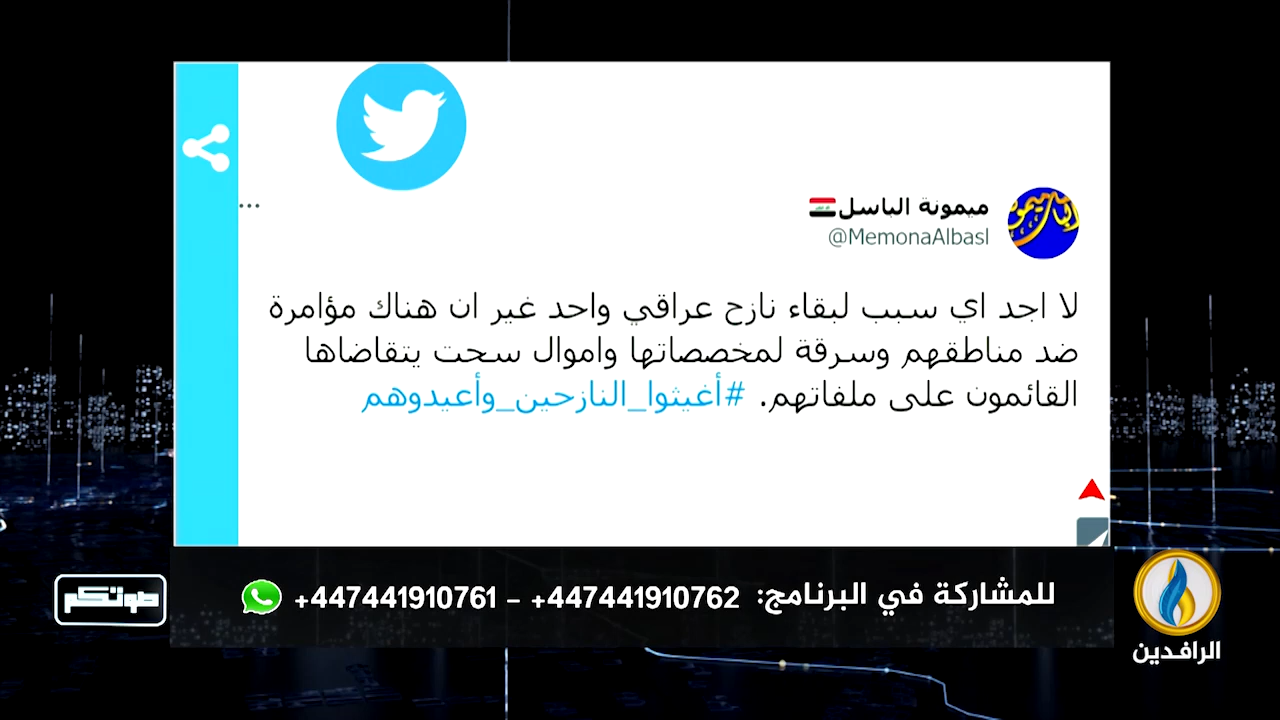 ميمونة الباسل
@MemonaAlbasl
...
لا اجد اي سبب لبقاء نازح عراقي واحد غير ان هناك مؤامرة
ضد مناطقهم وسرقة لمخصصاتها واموال سحت يتقاضاها
القائمون على ملفاتهم. #أغيثوا_النازحين_وأعيدوهم
للمشاركة في البرنامج: 447441910762+ – 447441910761+
صوتكم
الرافدين